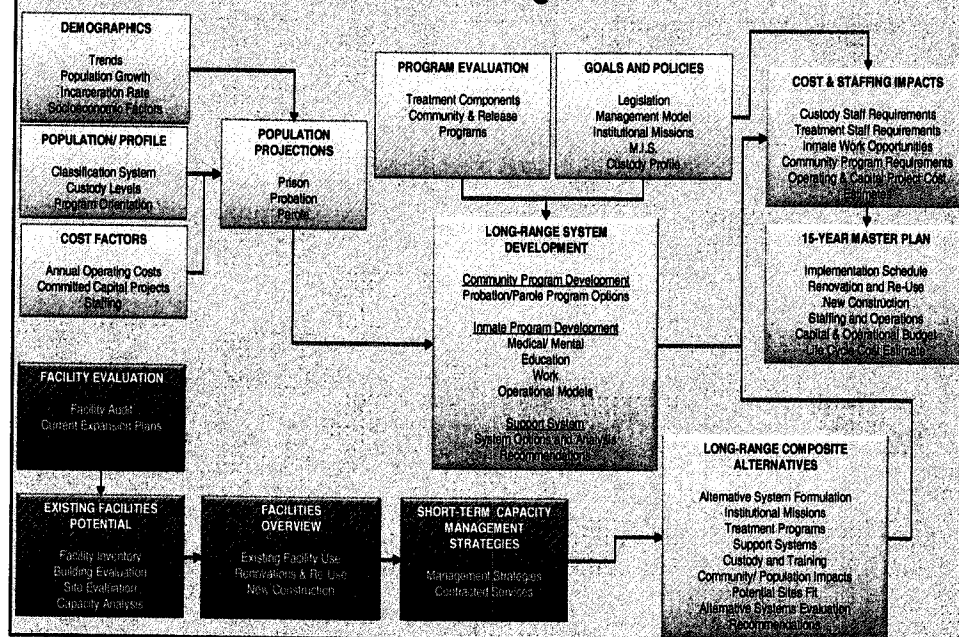 DEMOGRAPHICS
Trends
Population Growth
Incarceration Rate
Socioeconomic Factors
POPULATION/ PROFILE
Classification System
Custody Levels
Program Orientation
COST FACTORS
Annual Operating Costs
Committed Capital Projects
Staffing
POPULATION
PROJECTIONS
Prison
Probation
Parole
PROGRAM EVALUATION
Treatment Components
Community & Release
Programs
GOALS AND POLICIES
Legislation
Management Model
Institutional Missions
M.I.S.
Custody Profile
COST & STAFFING IMPACTS
Custody Staff Requirements
Treatment Staff Requirements
Inmate Work Opportunities
Community Program Requirements
Operating & Capital Project Cost
Estimates
LONG-RANGE SYSTEM
DEVELOPMENT
Community Program Development
Probation/Parole Program Options
Inmate Program Development
Medical/ Mental
Education
Work
Operational Models
Support System
System Options and Analysis
Recommendations
15-YEAR MASTER PLAN
Implementation Schedule
Renovation and Re-Use
New Construction
Staffing and Operations
Capital & Operational Budget
Life Cycle Cost Estimate
FACILITY EVALUATION
Facility Audit
Current Expansion Plans
EXISTING FACILITIES
POTENTIAL
Facility Inventory
Building Evaluation
Site Evaluation
Capacity Analysis
FACILITIES
OVERVIEW
Existing Facility Use
Renovations & Re-Use
New Construction
SHORT-TERM CAPACITY
MANAGEMENT
STRATEGIES
Management Strategies
Contracted Services
LONG-RANGE COMPOSITE
ALTERNATIVES
Alternative System Formulation
Institutional Missions
Treatment Programs
Support Systems
Custody and Training
Community/ Population Impacts
Potential Sites Fit
Alternative Systems Evaluation
Recommendations